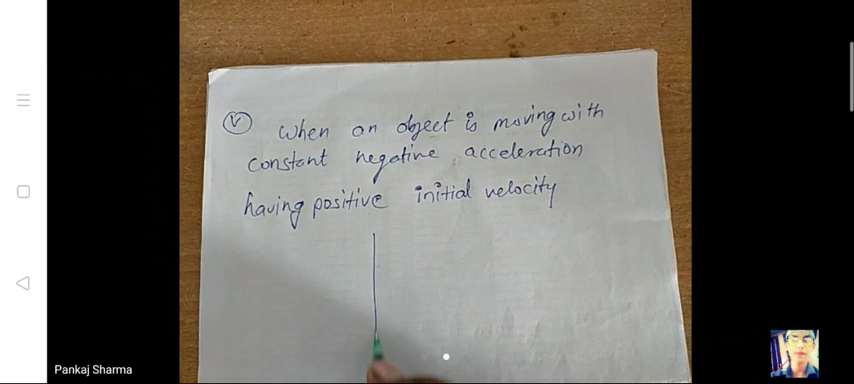 (v) When an object is moving with
constant negative acceleration
having positive initial velocity
Pankaj Sharma